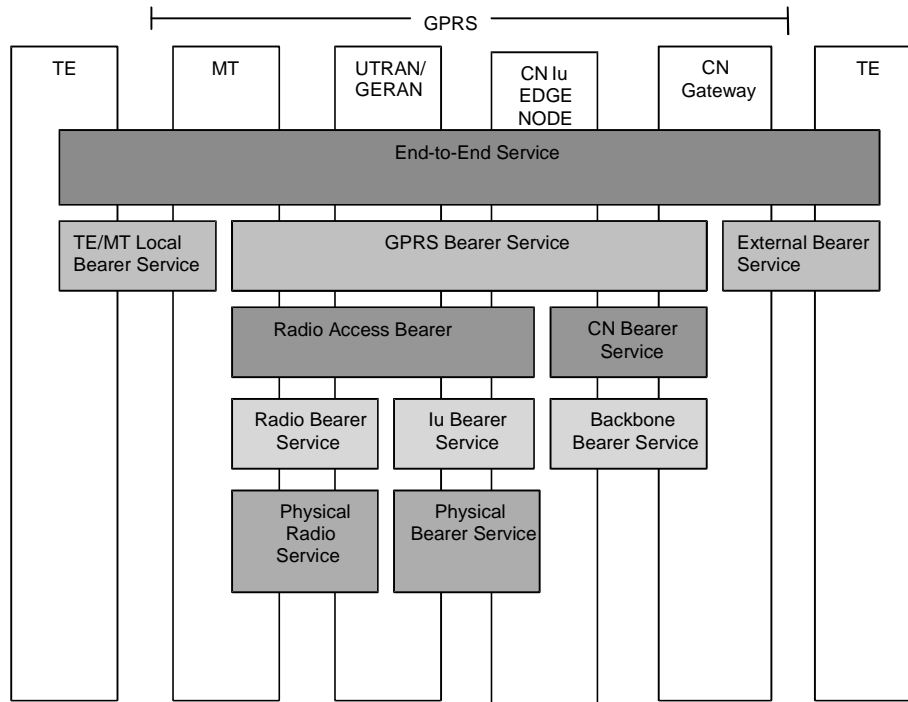 GPRS
TE
MT
UTRAN/
GERAN
CN Iu
EDGE
NODE
CN
Gateway
TE
End-to-End Service
TE/MT Local
Bearer Service
GPRS Bearer Service
External Bearer
Service
Radio Access Bearer
CN Bearer
Service
Radio Bearer
Service
Iu Bearer
Service
Backbone
Bearer Service
Physical
Radio
Service
Physical
Bearer Service